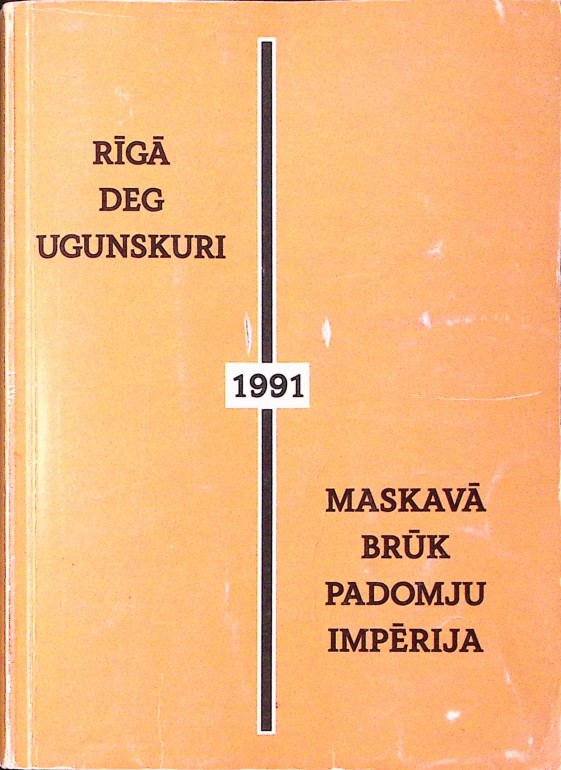 RĪGĀ
DEG
UGUNSKURI
1991
MASKAVĀ
BRŪK
PADOMJU
IMPĒRIJA